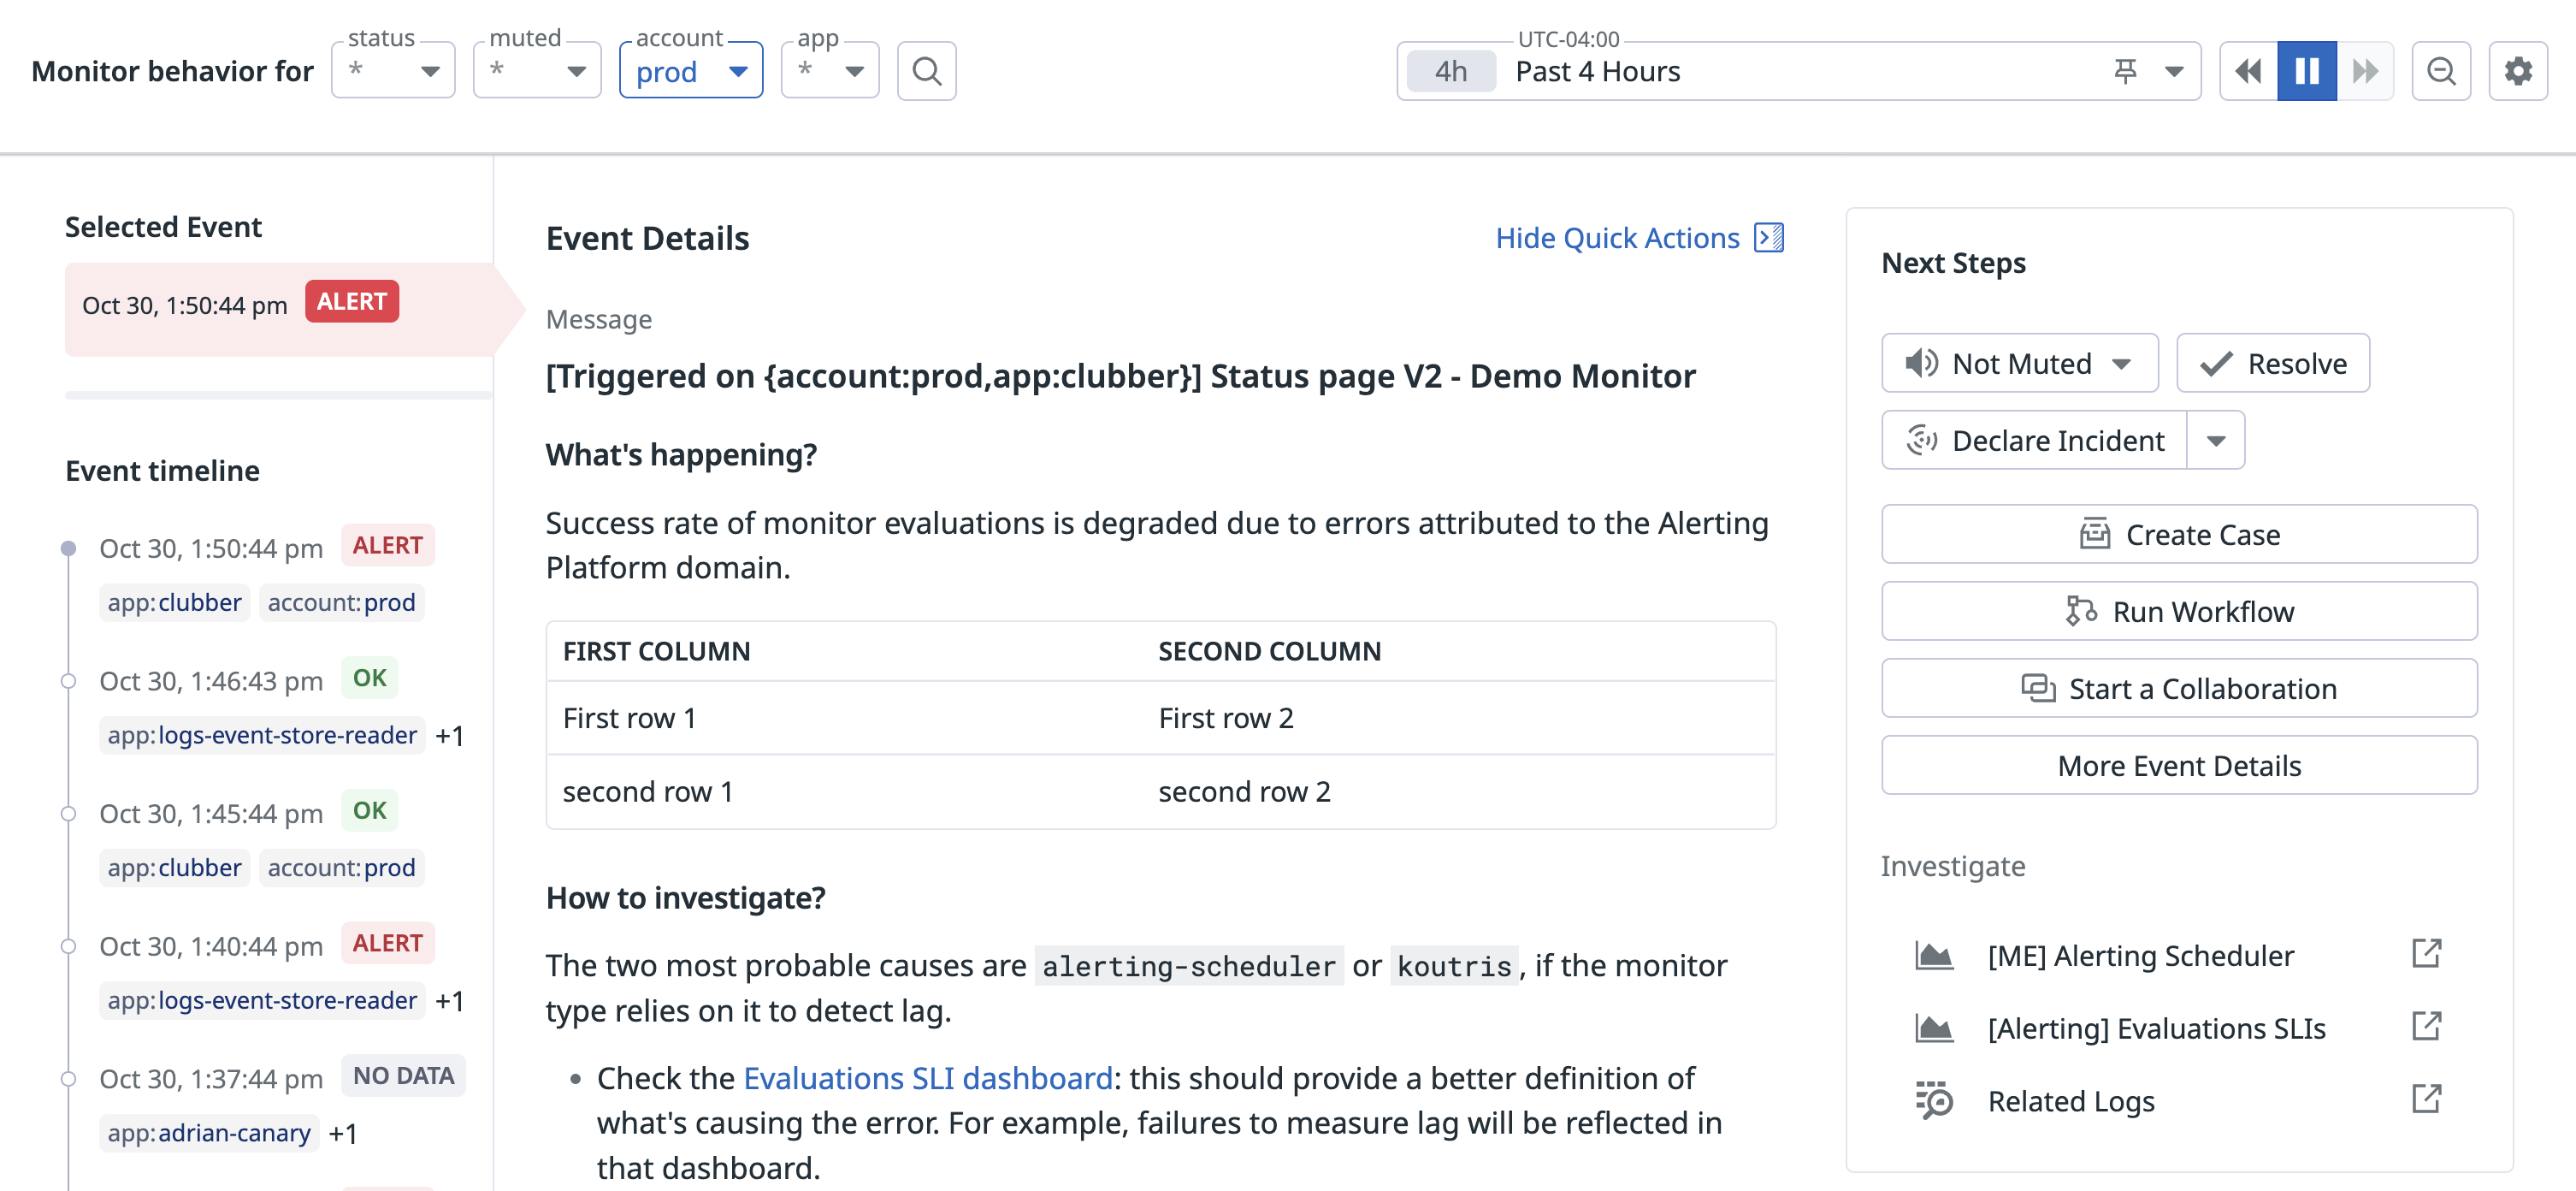 Monitor behavior for
status
*
muted
*
account
prod
app
*
UTC-04:00
4h Past 4 Hours
Selected Event
Oct 30, 1:50:44 pm ALERT
Event timeline
Oct 30, 1:50:44 pm ALERT
app:clubber account:prod
Oct 30, 1:46:43 pm OK
app:logs-event-store-reader +1
Oct 30, 1:45:44 pm OK
app:clubber account:prod
Oct 30, 1:40:44 pm ALERT
app:logs-event-store-reader +1
Oct 30, 1:37:44 pm NO DATA
app:adrian-canary +1
Event Details
Hide Quick Actions
Message
[Triggered on {account:prod,app:clubber}] Status page V2 - Demo Monitor
What's happening?
Success rate of monitor evaluations is degraded due to errors attributed to the Alerting
Platform domain.
FIRST COLUMN SECOND COLUMN
First row 1 First row 2
second row 1 second row 2
How to investigate?
The two most probable causes are alerting-scheduler or koutris, if the monitor
type relies on it to detect lag.
• Check the Evaluations SLI dashboard: this should provide a better definition of
what's causing the error. For example, failures to measure lag will be reflected in
that dashboard.
Next Steps
Not Muted
Resolve
Declare Incident
Create Case
Run Workflow
Start a Collaboration
More Event Details
Investigate
[ME] Alerting Scheduler
[Alerting] Evaluations SLIs
Related Logs